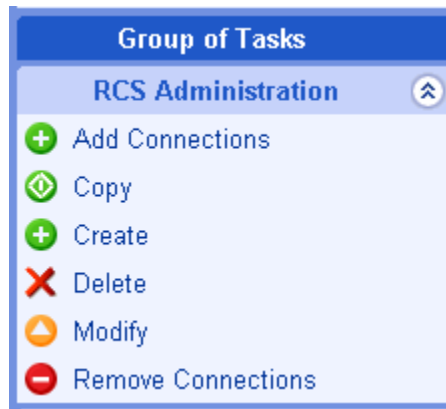 Group of Tasks
RCS Administration
Add Connections
Copy
Create
Delete
Modify
Remove Connections